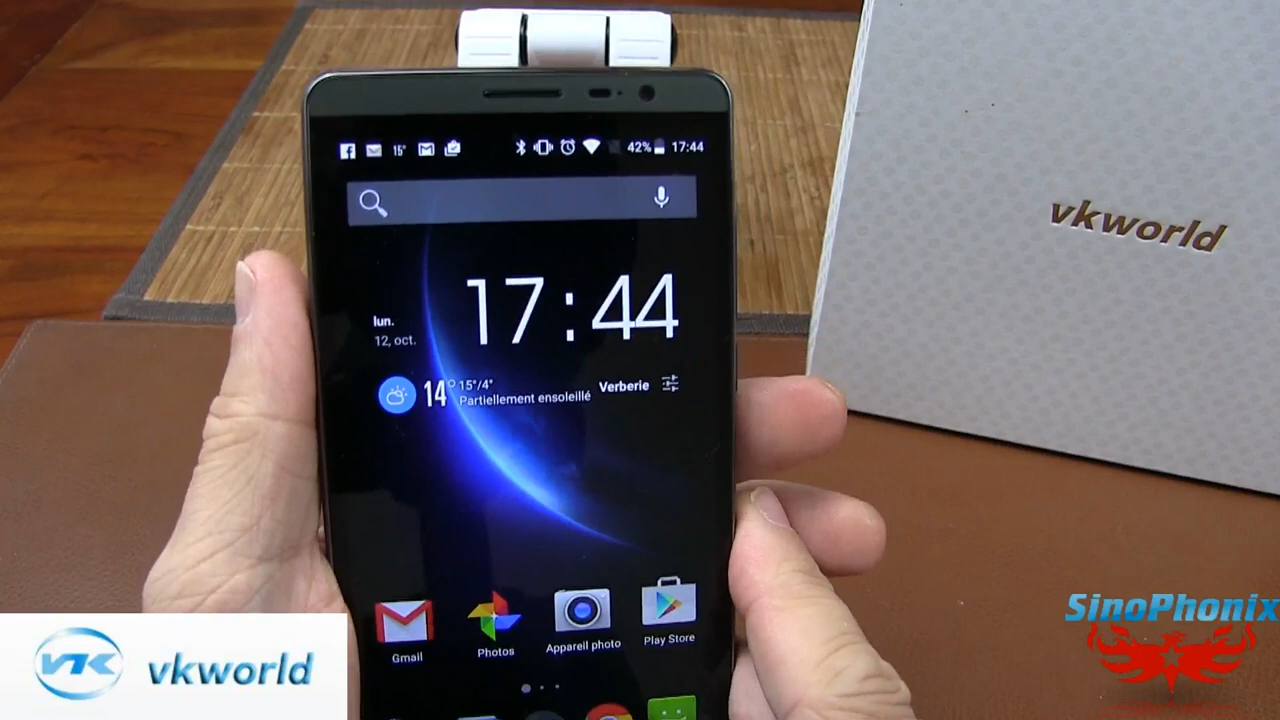 15°
42%
17:44
vkworld
17:44
lun.
12, oct.
14°
15°/4°
Partiellement ensoleillé
Verberie
Gmail
Photos
Appareil photo
Play Store
SinoPhonix
VK
vkworld